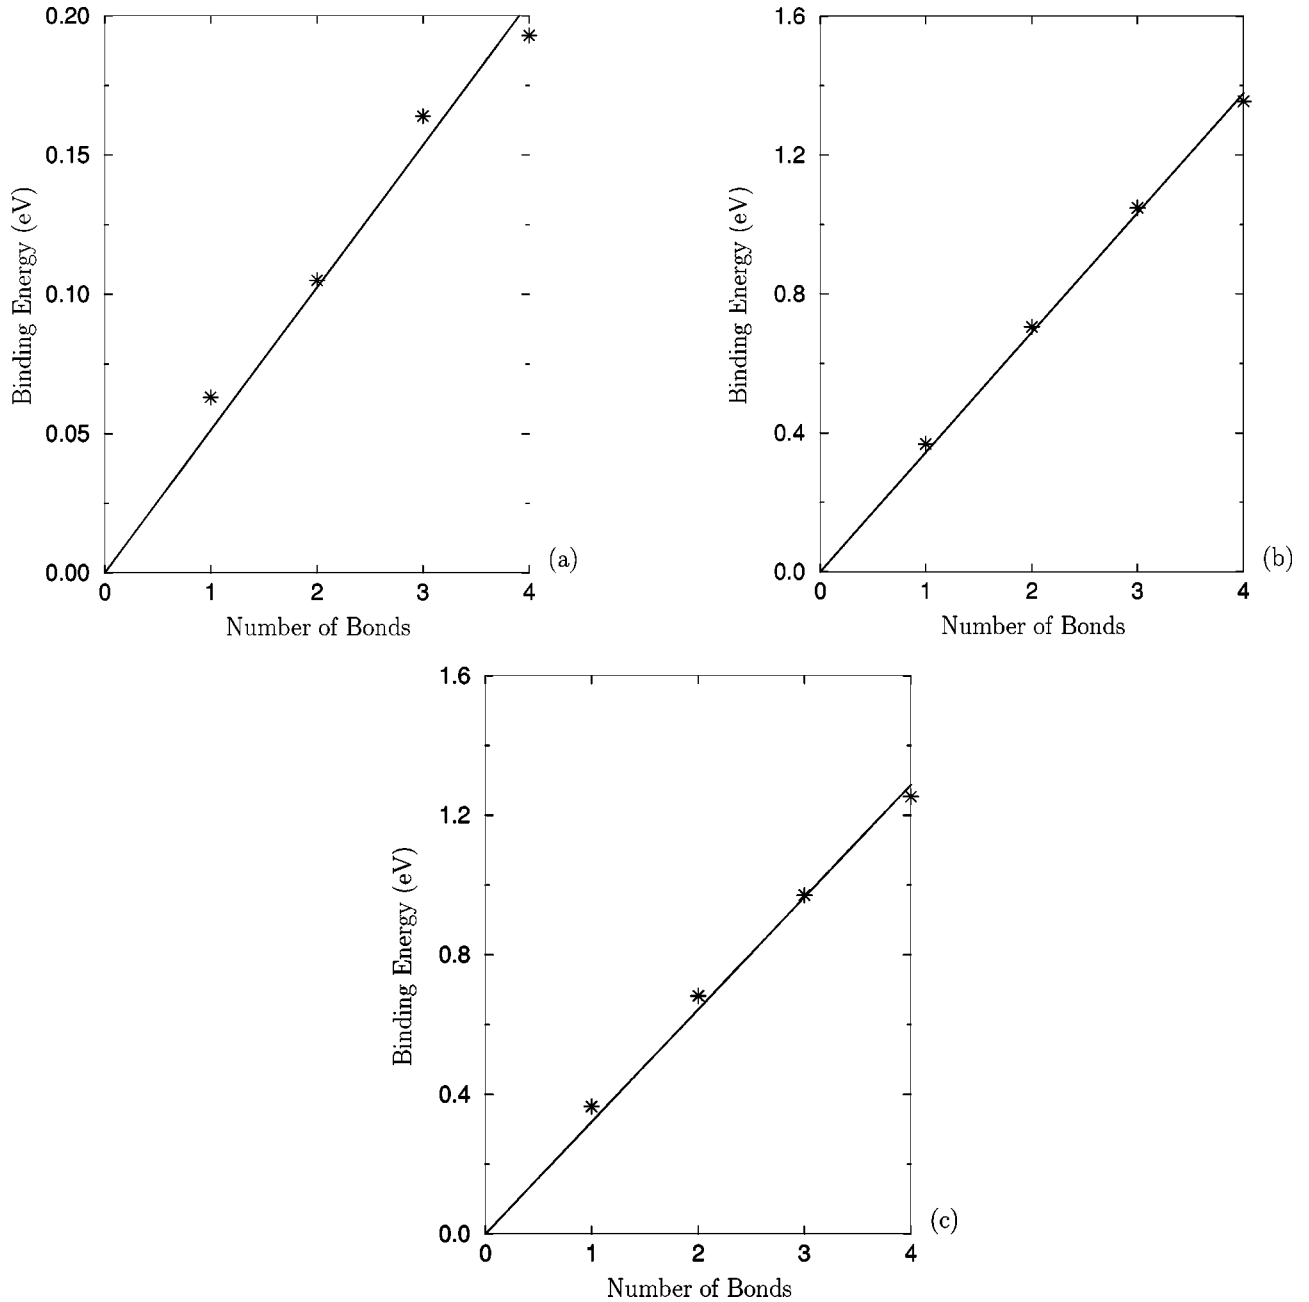 0.20
0.15
0.10
0.05
0.00
0 1 2 3 4
Binding Energy (eV)
Number of Bonds
(a)
1.6
1.2
0.8
0.4
0.0
0 1 2 3 4
Binding Energy (eV)
Number of Bonds
(b)
1.6
1.2
0.8
0.4
0.0
0 1 2 3 4
Binding Energy (eV)
Number of Bonds
(c)